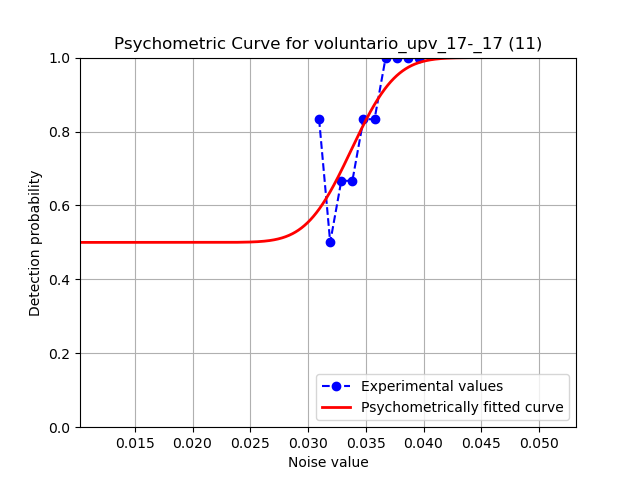 Psychometric Curve for voluntario_upv_17-_17 (11)
1.0
0.8
0.6
0.4
0.2
0.0
Detection probability
Experimental values
Psychometrically fitted curve
0.015 0.020 0.025 0.030 0.035 0.040 0.045 0.050
Noise value